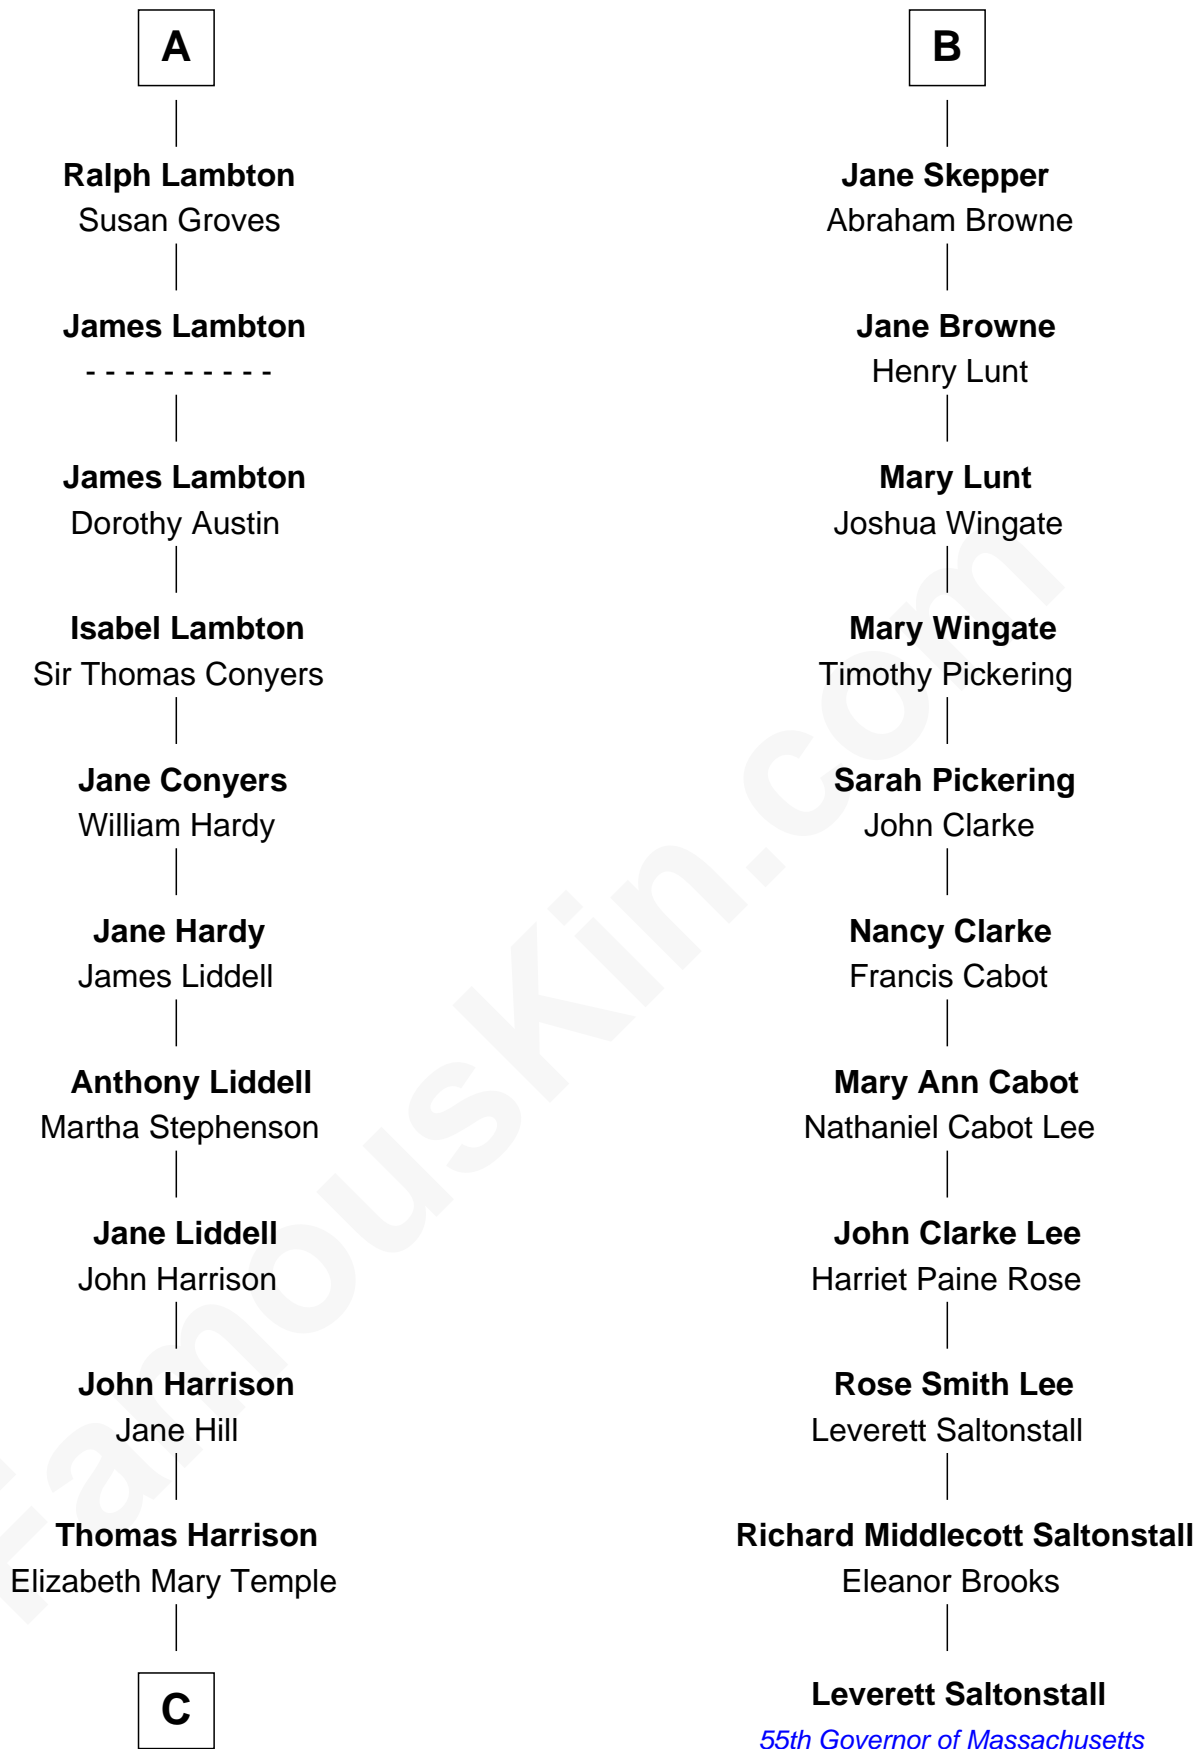 A
Ralph Lambton
Susan Groves
James Lambton
- - - - - - - - - -
James Lambton
Dorothy Austin
Isabel Lambton
Sir Thomas Conyers
Jane Conyers
William Hardy
Jane Hardy
James Liddell
Anthony Liddell
Martha Stephenson
Jane Liddell
John Harrison
John Harrison
Jane Hill
Thomas Harrison
Elizabeth Mary Temple
C
B
Jane Skepper
Abraham Browne
Jane Browne
Henry Lunt
Mary Lunt
Joshua Wingate
Mary Wingate
Timothy Pickering
Sarah Pickering
John Clarke
Nancy Clarke
Francis Cabot
Mary Ann Cabot
Nathaniel Cabot Lee
John Clarke Lee
Harriet Paine Rose
Rose Smith Lee
Leverett Saltonstall
Richard Middlecott Saltonstall
Eleanor Brooks
Leverett Saltonstall
55th Governor of Massachusetts
FamousKin.com